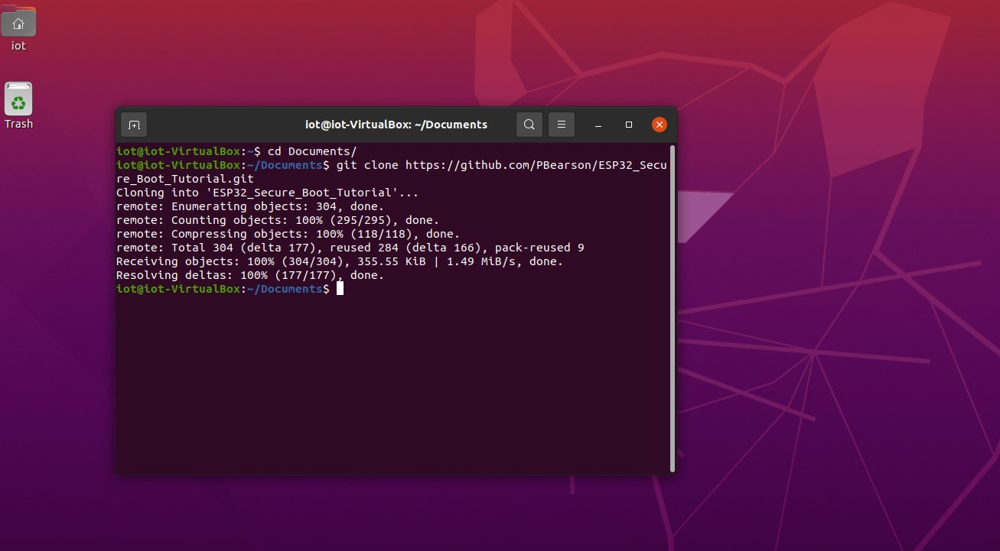 iot
Trash
iot@iot-VirtualBox: ~/Documents
iot@iot-VirtualBox:~$ cd Documents/
iot@iot-VirtualBox:~/Documents$ git clone https://github.com/PBearson/ESP32_Secu
re_Boot_Tutorial.git
Cloning into 'ESP32_Secure_Boot_Tutorial'...
remote: Enumerating objects: 304, done.
remote: Counting objects: 100% (295/295), done.
remote: Compressing objects: 100% (118/118), done.
remote: Total 304 (delta 177), reused 284 (delta 166), pack-reused 9
Receiving objects: 100% (304/304), 355.55 KiB | 1.49 MiB/s, done.
Resolving deltas: 100% (177/177), done.
iot@iot-VirtualBox:~/Documents$